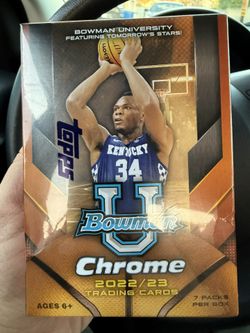 BOWMAN UNIVERSITY
FEATURING TOMORROW'S STARS!
topps
KENTUCKY
34
U
Bowman
Chrome
2022/23
TRADING CARDS
7 PACKS
PER BOX
AGES 6+